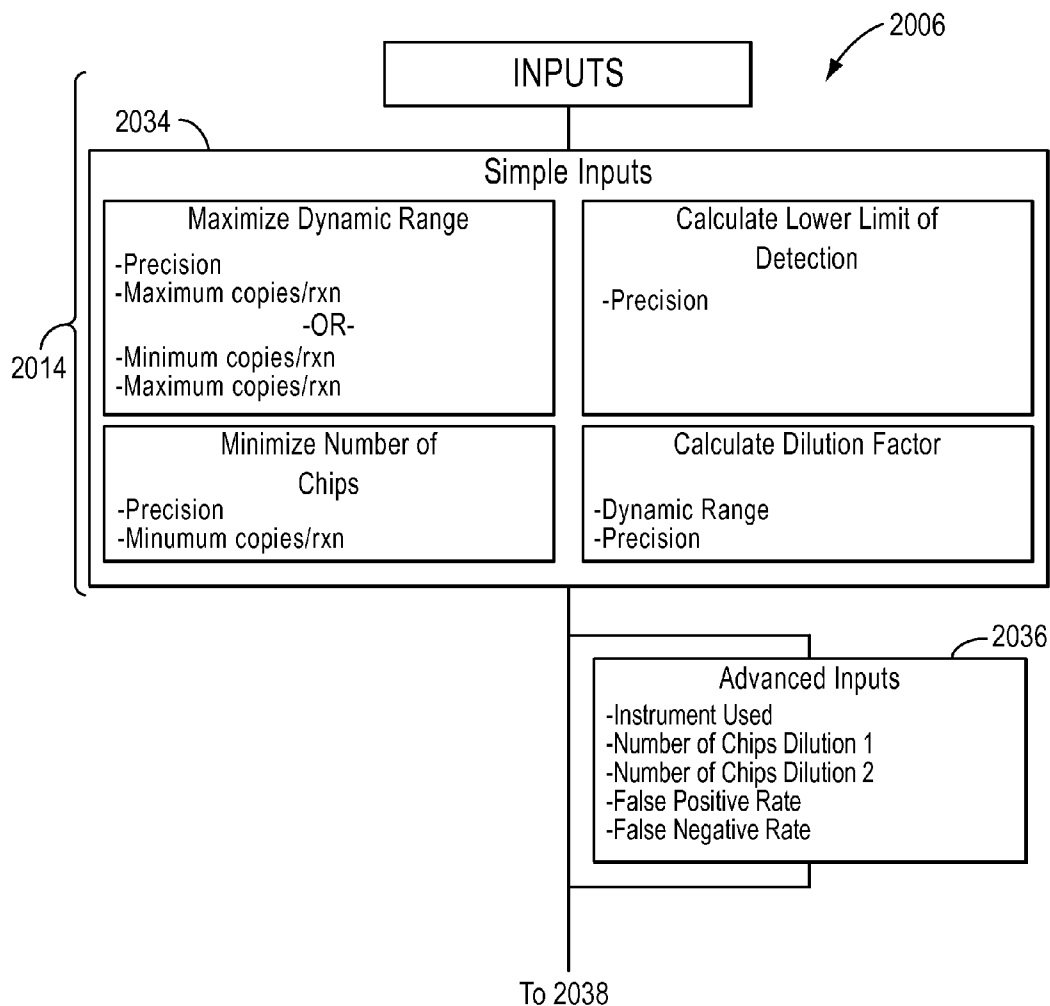 2006
INPUTS
2034
Simple Inputs
Maximize Dynamic Range
-Precision
-Maximum copies/rxn
-OR-
-Minimum copies/rxn
-Maximum copies/rxn
Calculate Lower Limit of
Detection
-Precision
2014
Minimize Number of
Chips
-Precision
-Minumum copies/rxn
Calculate Dilution Factor
-Dynamic Range
-Precision
2036
Advanced Inputs
-Instrument Used
-Number of Chips Dilution 1
-Number of Chips Dilution 2
-False Positive Rate
-False Negative Rate
To 2038